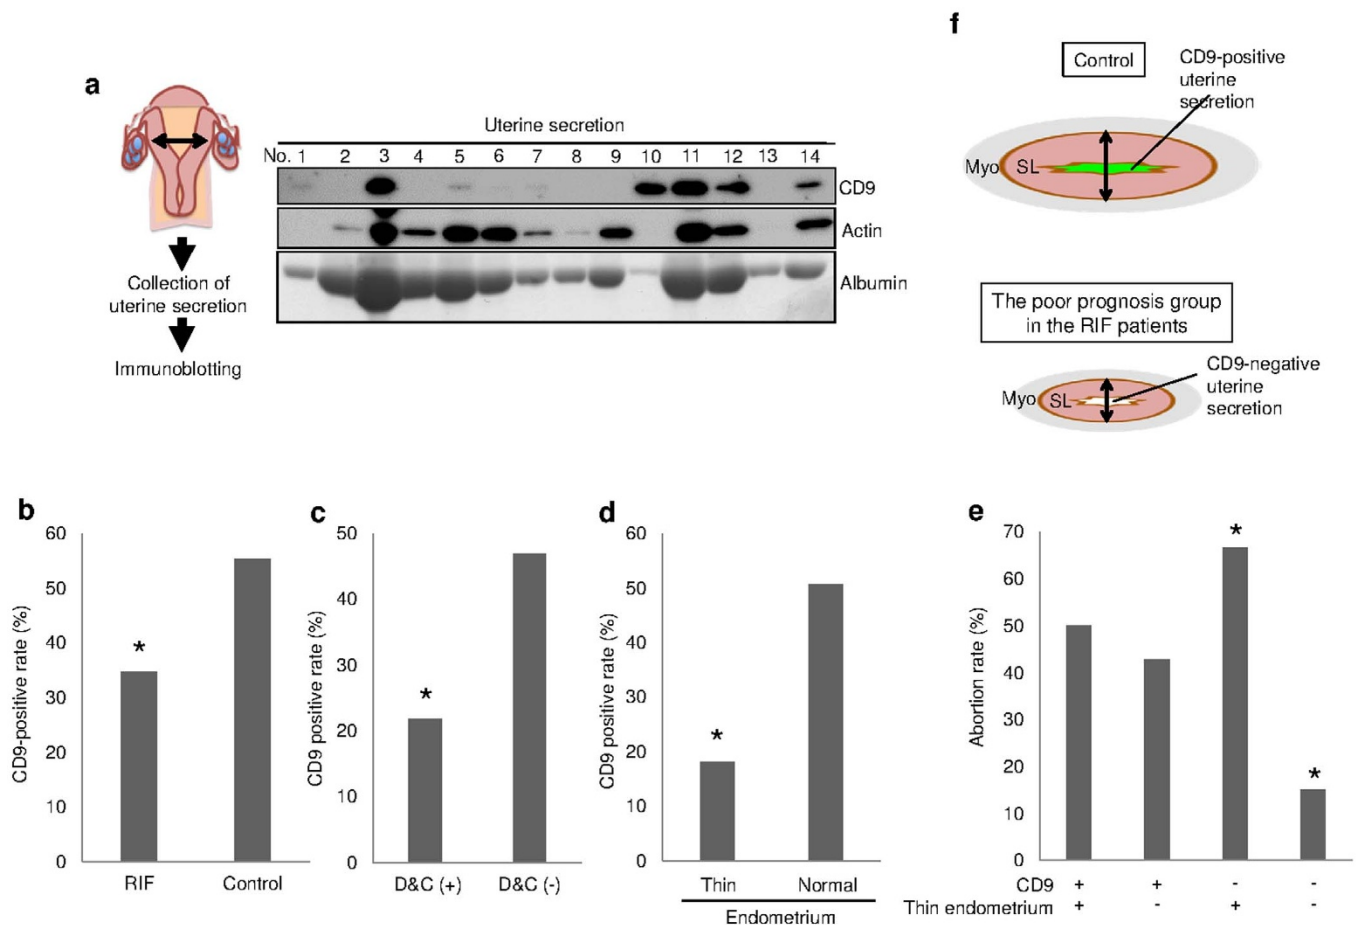 a
Collection of
uterine secretion
Immunoblotting
Uterine secretion
No. 1 2 3 4 5 6 7 8 9 10 11 12 13 14
CD9
Actin
Albumin
f
Control
CD9-positive
uterine
secretion
Myo SL
The poor prognosis group
in the RIF patients
CD9-negative
uterine
secretion
Myo SL
b
CD9-positive rate (%)
60
50
40
30
20
10
0
*
RIF Control
c
CD9 positive rate (%)
50
40
30
20
10
0
*
D&C (+) D&C (-)
d
CD9 positive rate (%)
60
50
40
30
20
10
0
*
Thin Normal
Endometrium
e
Abortion rate (%)
70
60
50
40
30
20
10
0
*
*
CD9 + + - -
Thin endometrium + - + -